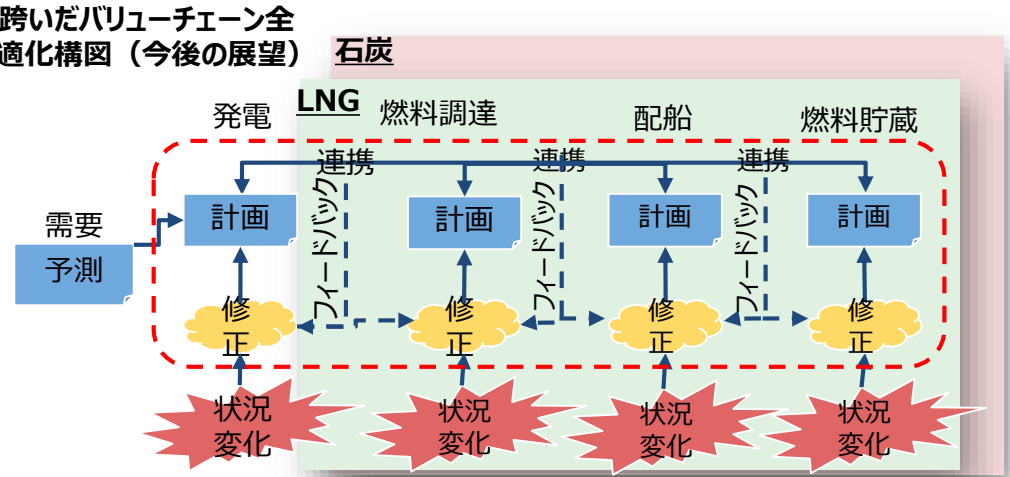 跨いだバリューチェーン全
適化構図（今後の展望）
石炭
LNG
発電
燃料調達
配船
燃料貯蔵
連携
連携
連携
需要
予測
計画
計画
計画
計画
フィードバック
フィードバック
フィードバック
修
正
修
正
修
正
修
正
状況
変化
状況
変化
状況
変化
状況
変化